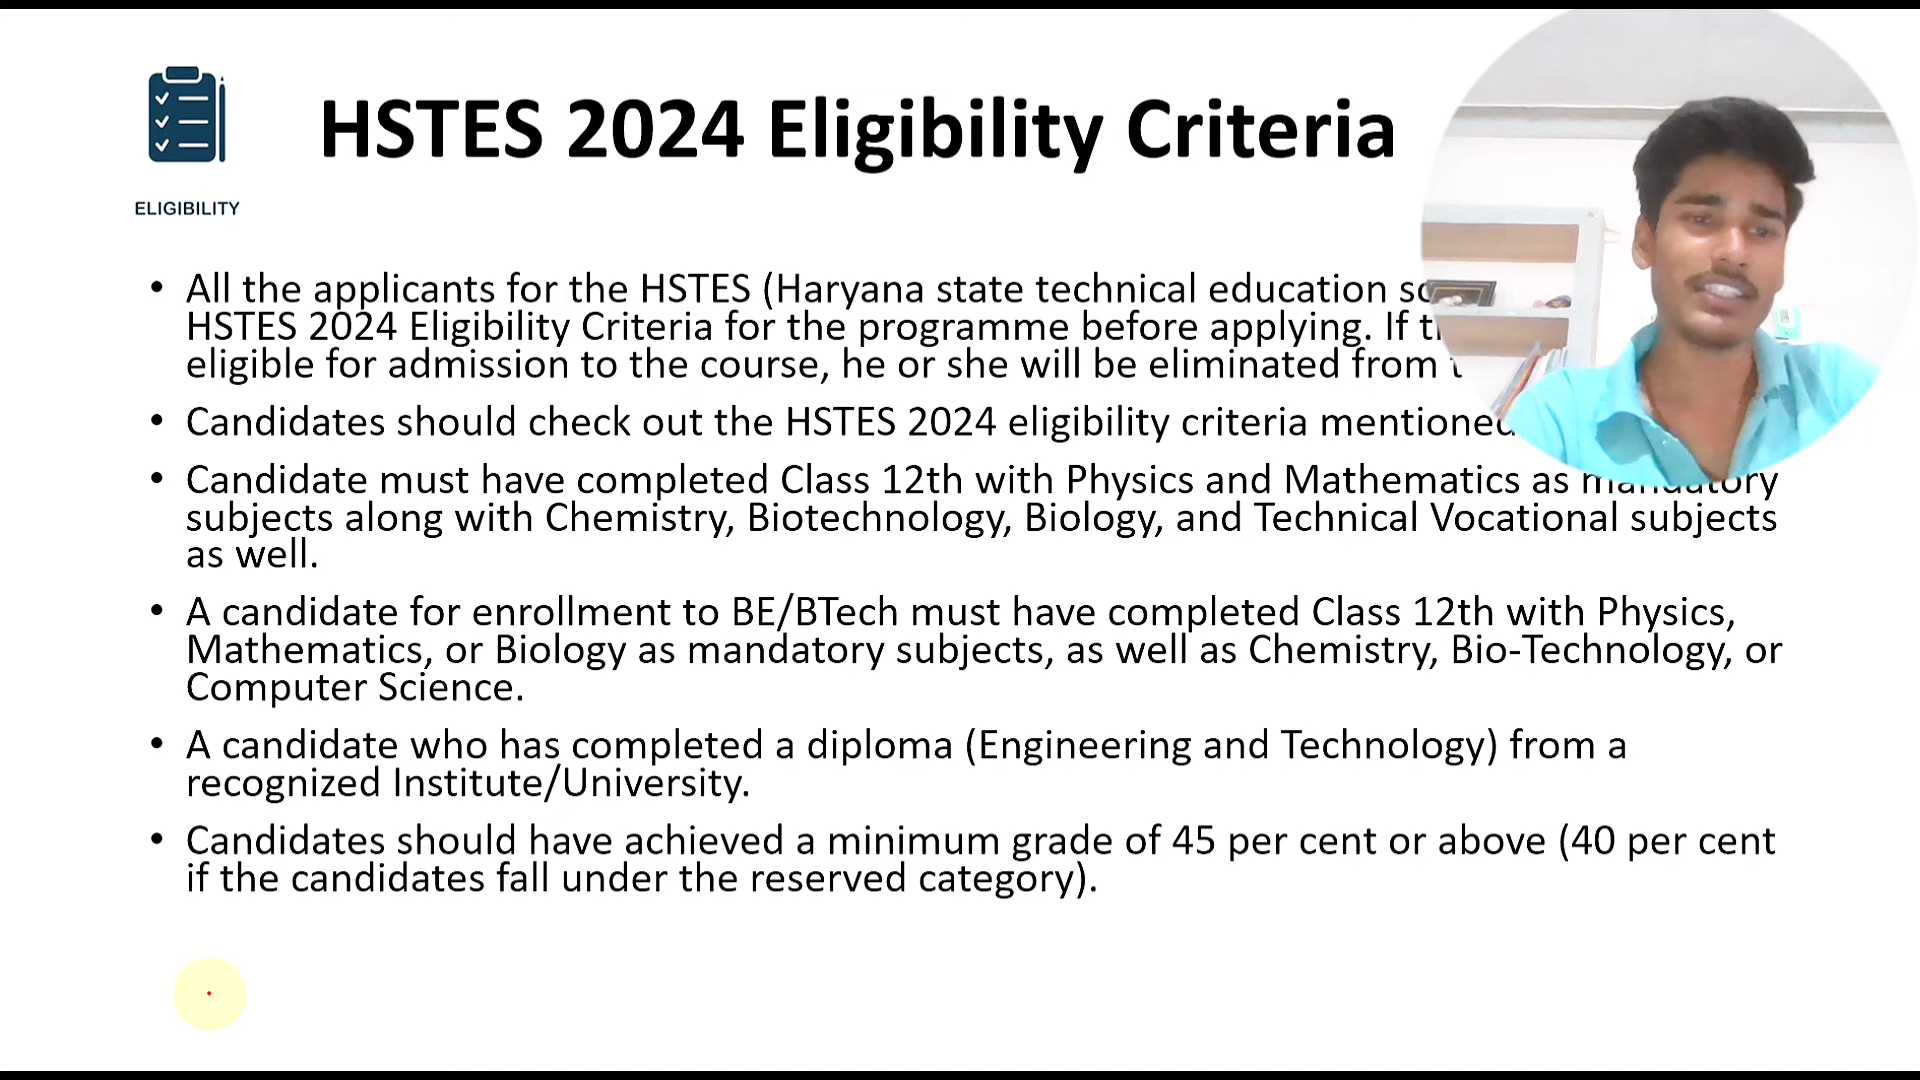 HSTES 2024 Eligibility Criteria
ELIGIBILITY
• All the applicants for the HSTES (Haryana state technical education
HSTES 2024 Eligibility Criteria for the programme before applying. If
eligible for admission to the course, he or she will be eliminated from
• Candidates should check out the HSTES 2024 eligibility criteria mentioned
• Candidate must have completed Class 12th with Physics and Mathematics as mandatory
subjects along with Chemistry, Biotechnology, Biology, and Technical Vocational subjects
as well.
• A candidate for enrollment to BE/BTech must have completed Class 12th with Physics,
Mathematics, or Biology as mandatory subjects, as well as Chemistry, Bio-Technology, or
Computer Science.
• A candidate who has completed a diploma (Engineering and Technology) from a
recognized Institute/University.
• Candidates should have achieved a minimum grade of 45 per cent or above (40 per cent
if the candidates fall under the reserved category).